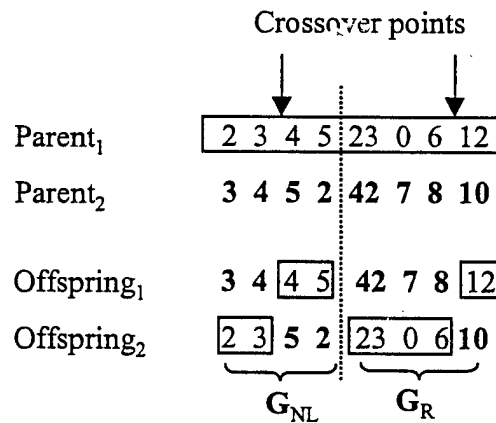 Crossover points
Parent₁ 2 3 4 5 23 0 6 12
Parent₂ 3 4 5 2 42 7 8 10
Offspring₁ 3 4 4 5 42 7 8 12
Offspring₂ 2 3 5 2 23 0 6 10
G_NL G_R